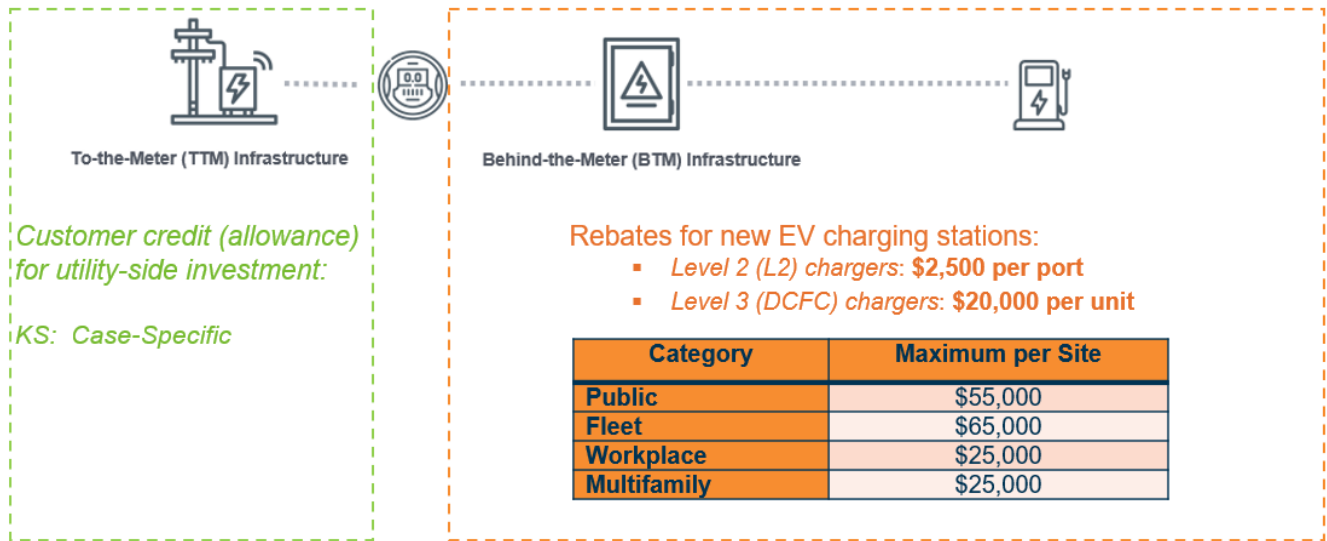 0.0
To-the-Meter (TTM) Infrastructure
Behind-the-Meter (BTM) Infrastructure
Customer credit (allowance)
for utility-side investment:
KS: Case-Specific
Rebates for new EV charging stations:
▪ Level 2 (L2) chargers: $2,500 per port
▪ Level 3 (DCFC) chargers: $20,000 per unit
Category Maximum per Site
Public $55,000
Fleet $65,000
Workplace $25,000
Multifamily $25,000